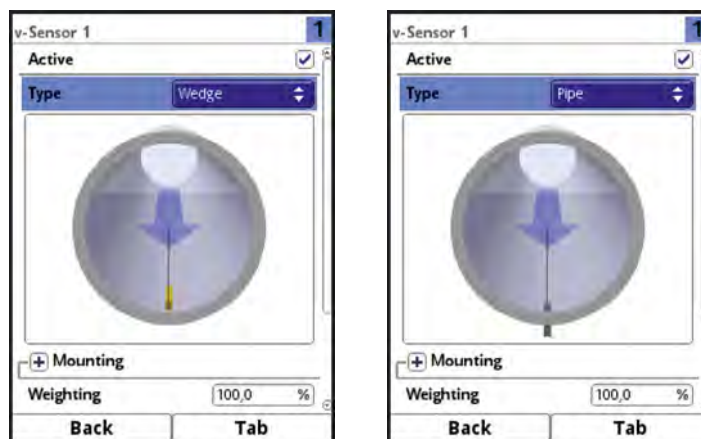 v-Sensor 1 1
Active
Type Wedge
Mounting
Weighting 100,0 %
Back Tab
v-Sensor 1 1
Active
Type Pipe
Mounting
Weighting 100,0 %
Back Tab